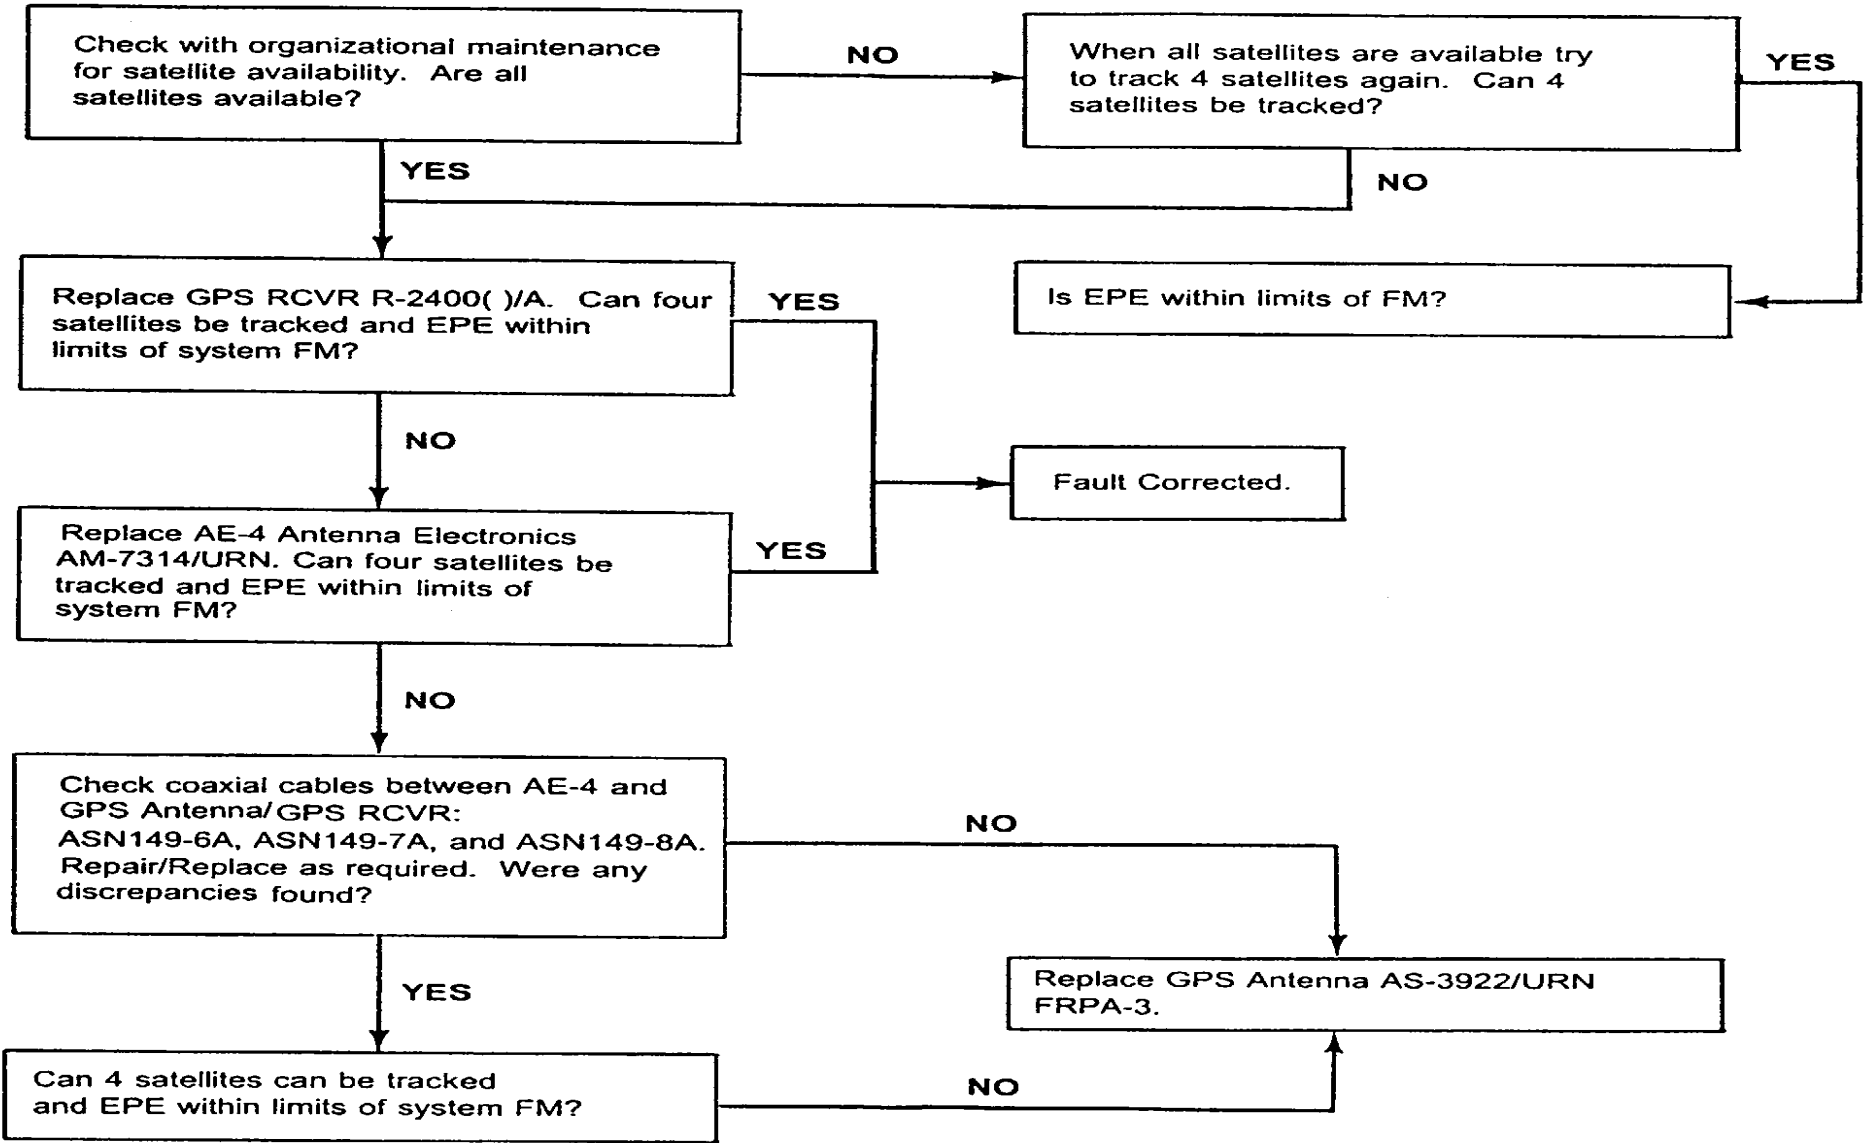 Check with organizational maintenance
for satellite availability. Are all
satellites available?
NO
When all satellites are available try
to track 4 satellites again. Can 4
satellites be tracked?
YES
YES
NO
Replace GPS RCVR R-2400( )/A. Can four
satellites be tracked and EPE within
limits of system FM?
YES
Is EPE within limits of FM?
NO
Fault Corrected.
Replace AE-4 Antenna Electronics
AM-7314/URN. Can four satellites be
tracked and EPE within limits of
system FM?
YES
NO
Check coaxial cables between AE-4 and
GPS Antenna/GPS RCVR:
ASN149-6A, ASN149-7A, and ASN149-8A.
Repair/Replace as required. Were any
discrepancies found?
NO
YES
Replace GPS Antenna AS-3922/URN
FRPA-3.
Can 4 satellites can be tracked
and EPE within limits of system FM?
NO